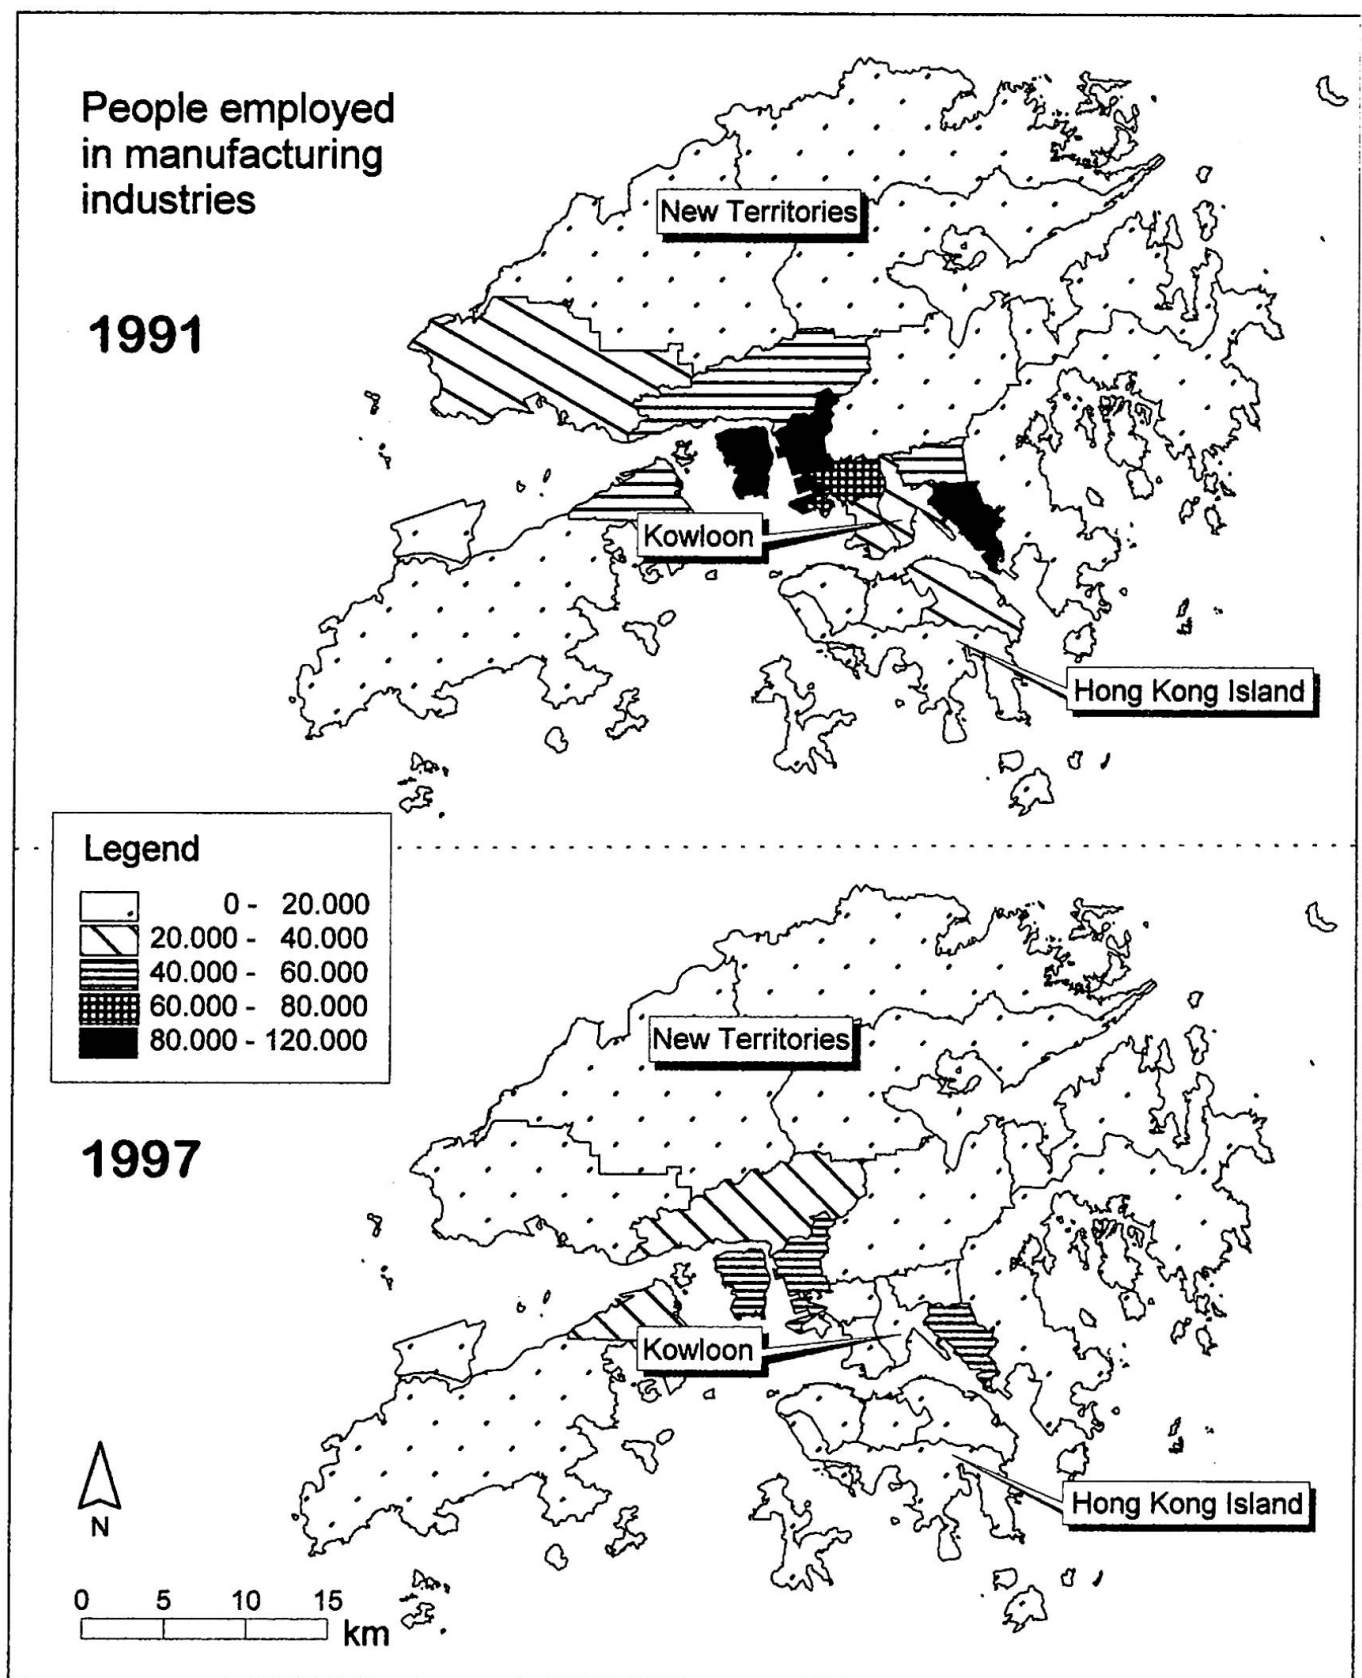 People employed
in manufacturing
industries
1991
New Territories
Kowloon
Hong Kong Island
Legend
0 - 20.000
20.000 - 40.000
40.000 - 60.000
60.000 - 80.000
80.000 - 120.000
1997
New Territories
Kowloon
Hong Kong Island
N
0 5 10 15
km